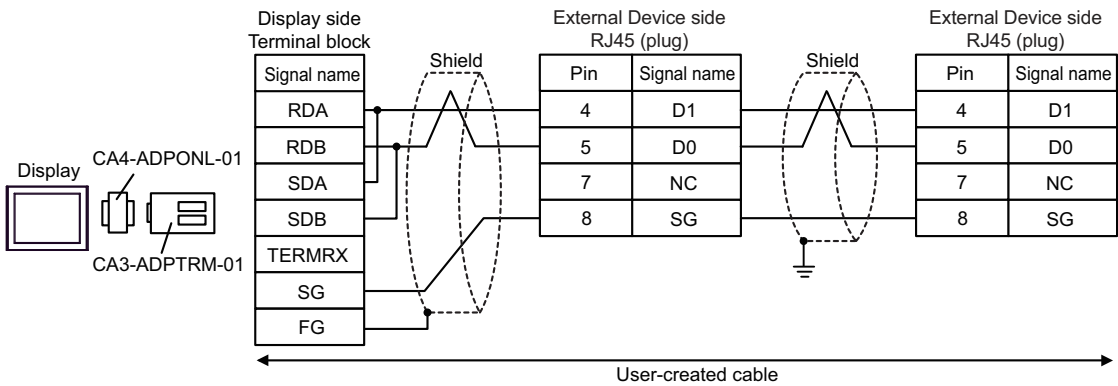 Display side
Terminal block
External Device side
RJ45 (plug)
External Device side
RJ45 (plug)
Shield
Shield
Signal name
RDA
RDB
SDA
SDB
TERMRX
SG
FG
Pin Signal name
4 D1
5 D0
7 NC
8 SG
Pin Signal name
4 D1
5 D0
7 NC
8 SG
Display
CA4-ADPONL-01
CA3-ADPTRM-01
User-created cable